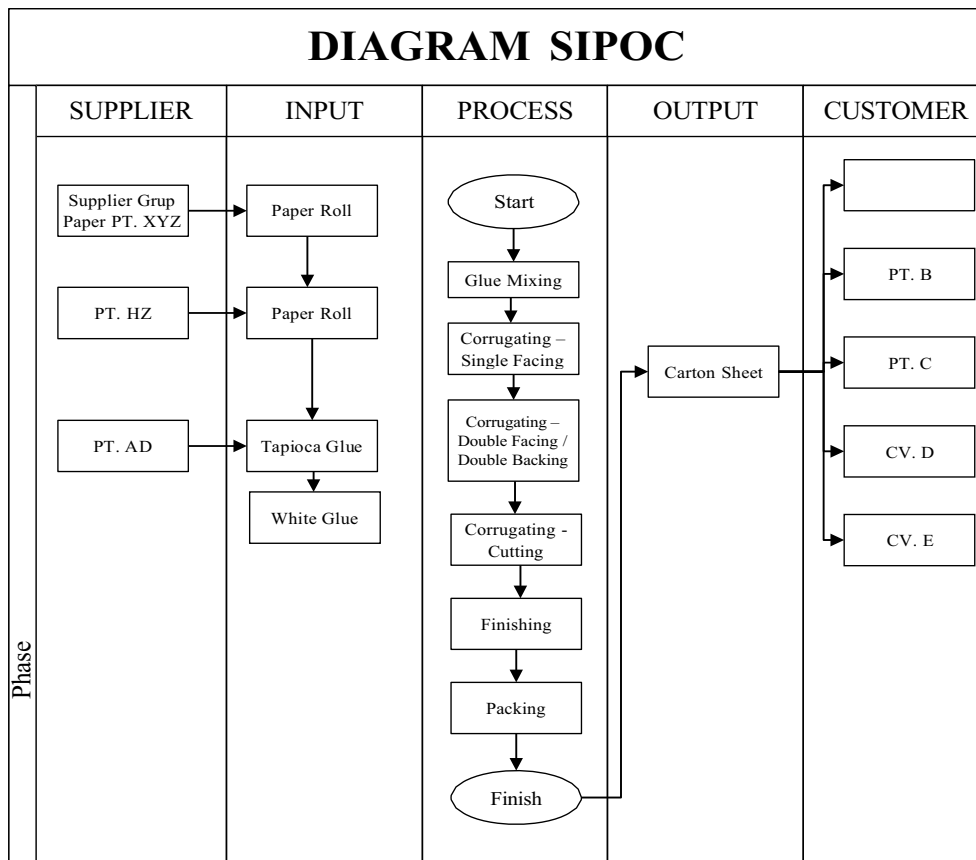 DIAGRAM SIPOC
SUPPLIER
INPUT
PROCESS
OUTPUT
CUSTOMER
Phase
Supplier Grup
Paper PT. XYZ
PT. HZ
PT. AD
Paper Roll
Paper Roll
Tapioca Glue
White Glue
Start
Glue Mixing
Corrugating –
Single Facing
Corrugating –
Double Facing /
Double Backing
Corrugating -
Cutting
Finishing
Packing
Finish
Carton Sheet
PT. B
PT. C
CV. D
CV. E